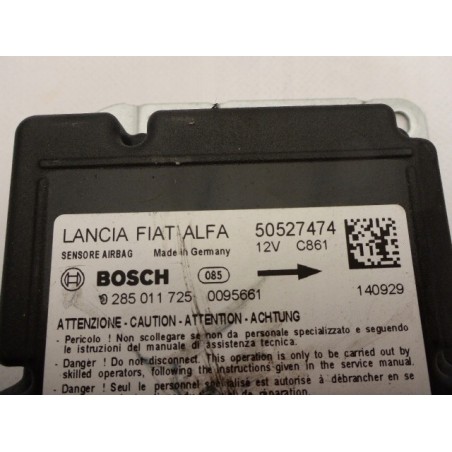 LANCIA FIAT ALFA 50527474
SENSORE AIRBAG Made in Germany 12V C861
BOSCH 085
0 285 011 725 0095661 140929
ATTENZIONE - CAUTION - ATTENTION - ACHTUNG
- Pericolo ! Non scollegare se non da personale specializzato e seguendo
le istruzioni del manuale di assistenza tecnica.
- Danger ! Do not disconnect. This operation is only to be carried out by
skilled operators, following the instructions given in the service manual.
- Danger ! Seul le personnel spécialisé est autorisé à débrancher en se
de réparation.